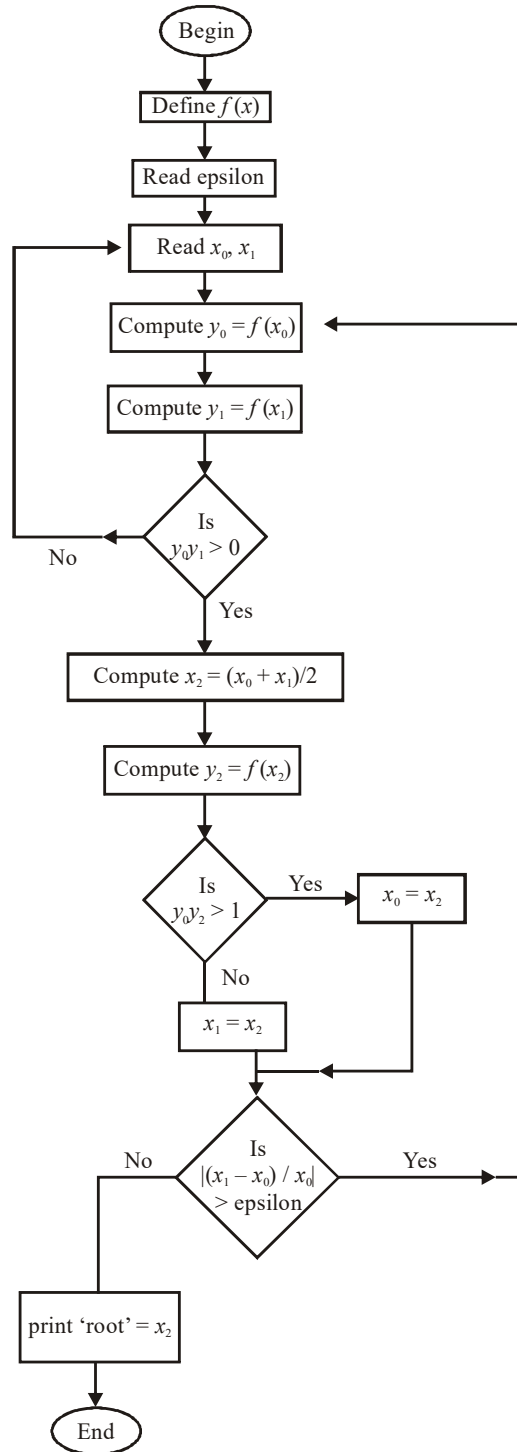 Begin
Define f (x)
Read epsilon
Read x₀, x₁
Compute y₀ = f (x₀)
Compute y₁ = f (x₁)
Is
y₀y₁ > 0
No
Yes
Compute x₂ = (x₀ + x₁)/2
Compute y₂ = f (x₂)
Is
y₀y₂ > 1
Yes
x₀ = x₂
No
x₁ = x₂
Is
|(x₁ – x₀) / x₀|
> epsilon
No
Yes
print ‘root’ = x₂
End